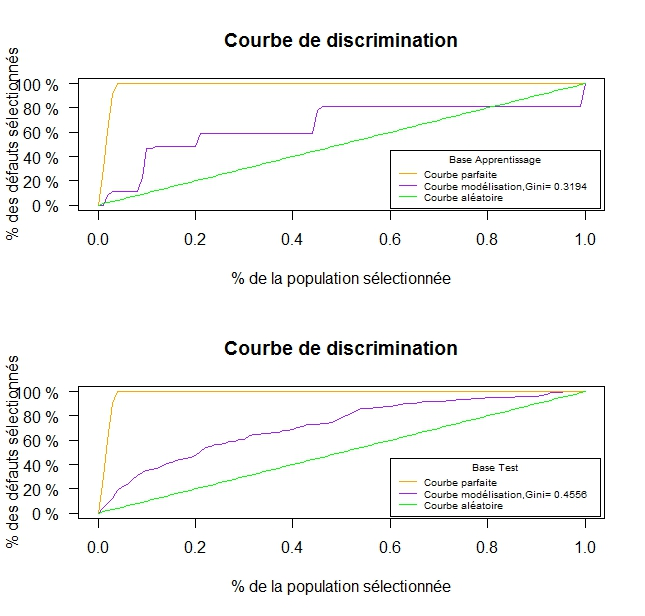 Courbe de discrimination
% des défauts sélectionnés
100 %
80 %
60 %
40 %
20 %
0 %
Base Apprentissage
Courbe parfaite
Courbe modélisation,Gini= 0.3194
Courbe aléatoire
0.0 0.2 0.4 0.6 0.8 1.0
% de la population sélectionnée
Courbe de discrimination
% des défauts sélectionnés
100 %
80 %
60 %
40 %
20 %
0 %
Base Test
Courbe parfaite
Courbe modélisation,Gini= 0.4556
Courbe aléatoire
0.0 0.2 0.4 0.6 0.8 1.0
% de la population sélectionnée